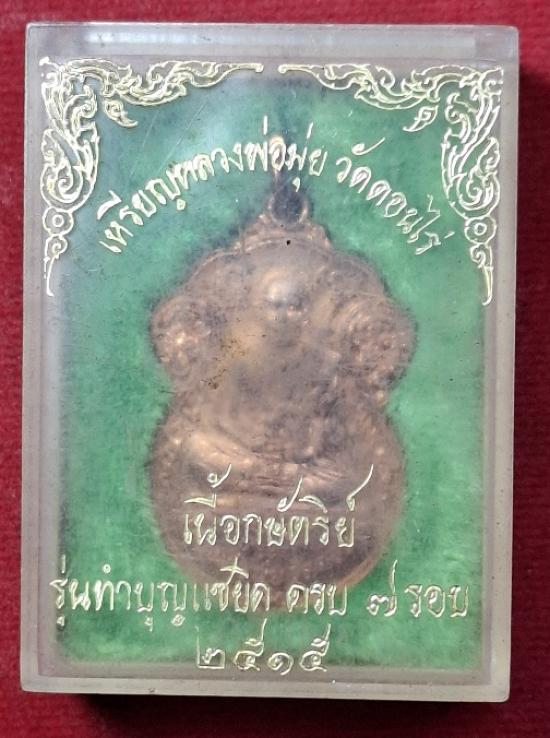 เหรียญหลวงพ่อมุ่ย วัดดอนไร่
เนื้อกษัตริย์
รุ่นทำบุญแซยิด ครบ ๗ รอบ
๒๕๑๕